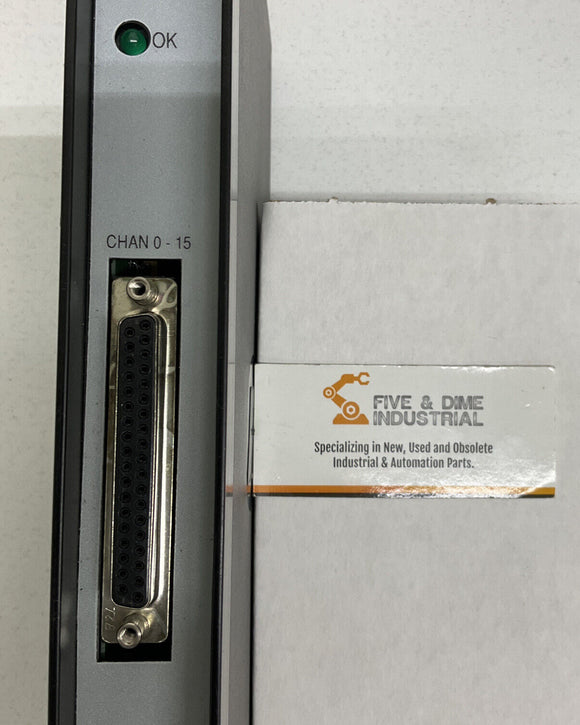 OK
CHAN 0 - 15
FIVE & DIME
INDUSTRIAL
Specializing in New, Used and Obsolete
Industrial & Automation Parts.